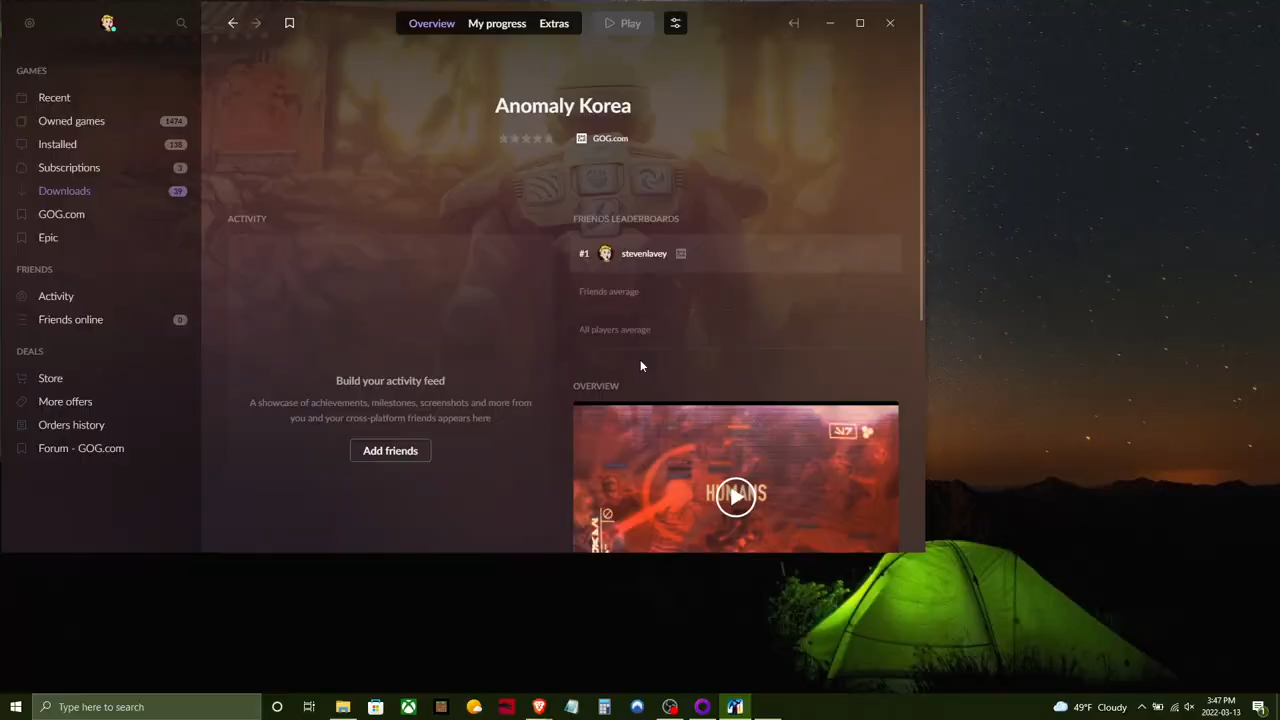 Overview My progress Extras Play
GAMES
Recent
Owned games 1474
Installed 138
Subscriptions 3
Downloads 39
GOG.com
Epic
FRIENDS
Activity
Friends online 0
DEALS
Store
More offers
Orders history
Forum - GOG.com
Anomaly Korea
GOG.com
ACTIVITY
Build your activity feed
A showcase of achievements, milestones, screenshots and more from
you and your cross-platform friends appears here
Add friends
FRIENDS LEADERBOARDS
#1 stevenlavey
Friends average
All players average
OVERVIEW
HUMANS
Type here to search
49°F Cloudy
3:47 PM
2022-03-13